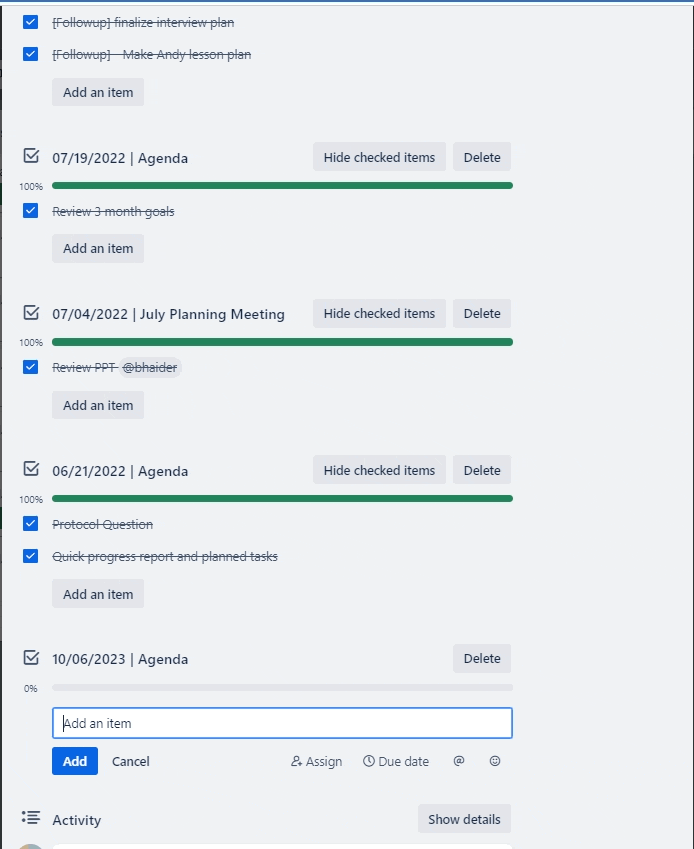 [Followup] finalize interview plan
[Followup] - Make Andy lesson plan
Add an item
07/19/2022 | Agenda Hide checked items Delete
100%
Review 3 month goals
Add an item
07/04/2022 | July Planning Meeting Hide checked items Delete
100%
Review PPT @bhaider
Add an item
06/21/2022 | Agenda Hide checked items Delete
100%
Protocol Question
Quick progress report and planned tasks
Add an item
10/06/2023 | Agenda Delete
0%
Add an item
Add Cancel Assign Due date @
Activity Show details